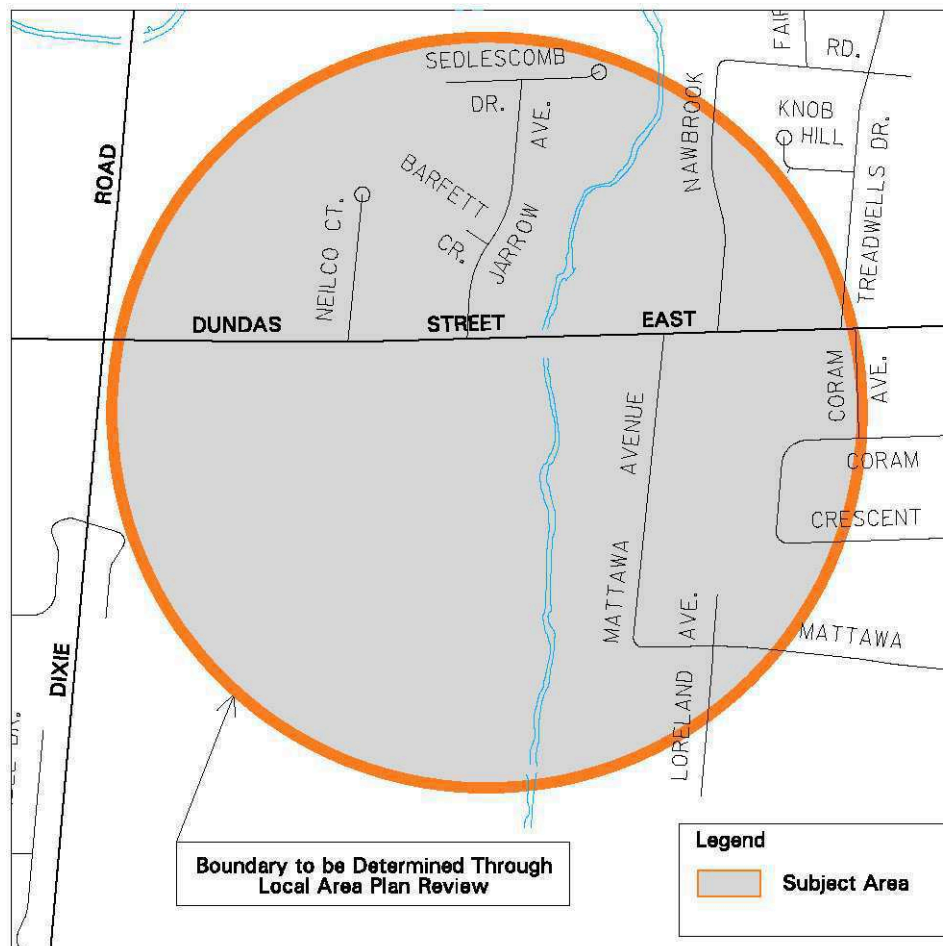 SEDLESCOMB
DR.
AVE.
JARROW
BARFETT
CR.
NEILCO CT.
NAWBROOK
RD.
KNOB
HILL
TREADWELLS DR.
ROAD
DIXIE
DUNDAS STREET EAST
CORAM
AVE.
CORAM
CRESCENT
MATTAWA AVENUE
MATTAWA
LORELAND AVE.
DR.
Boundary to be Determined Through
Local Area Plan Review
Legend
Subject Area